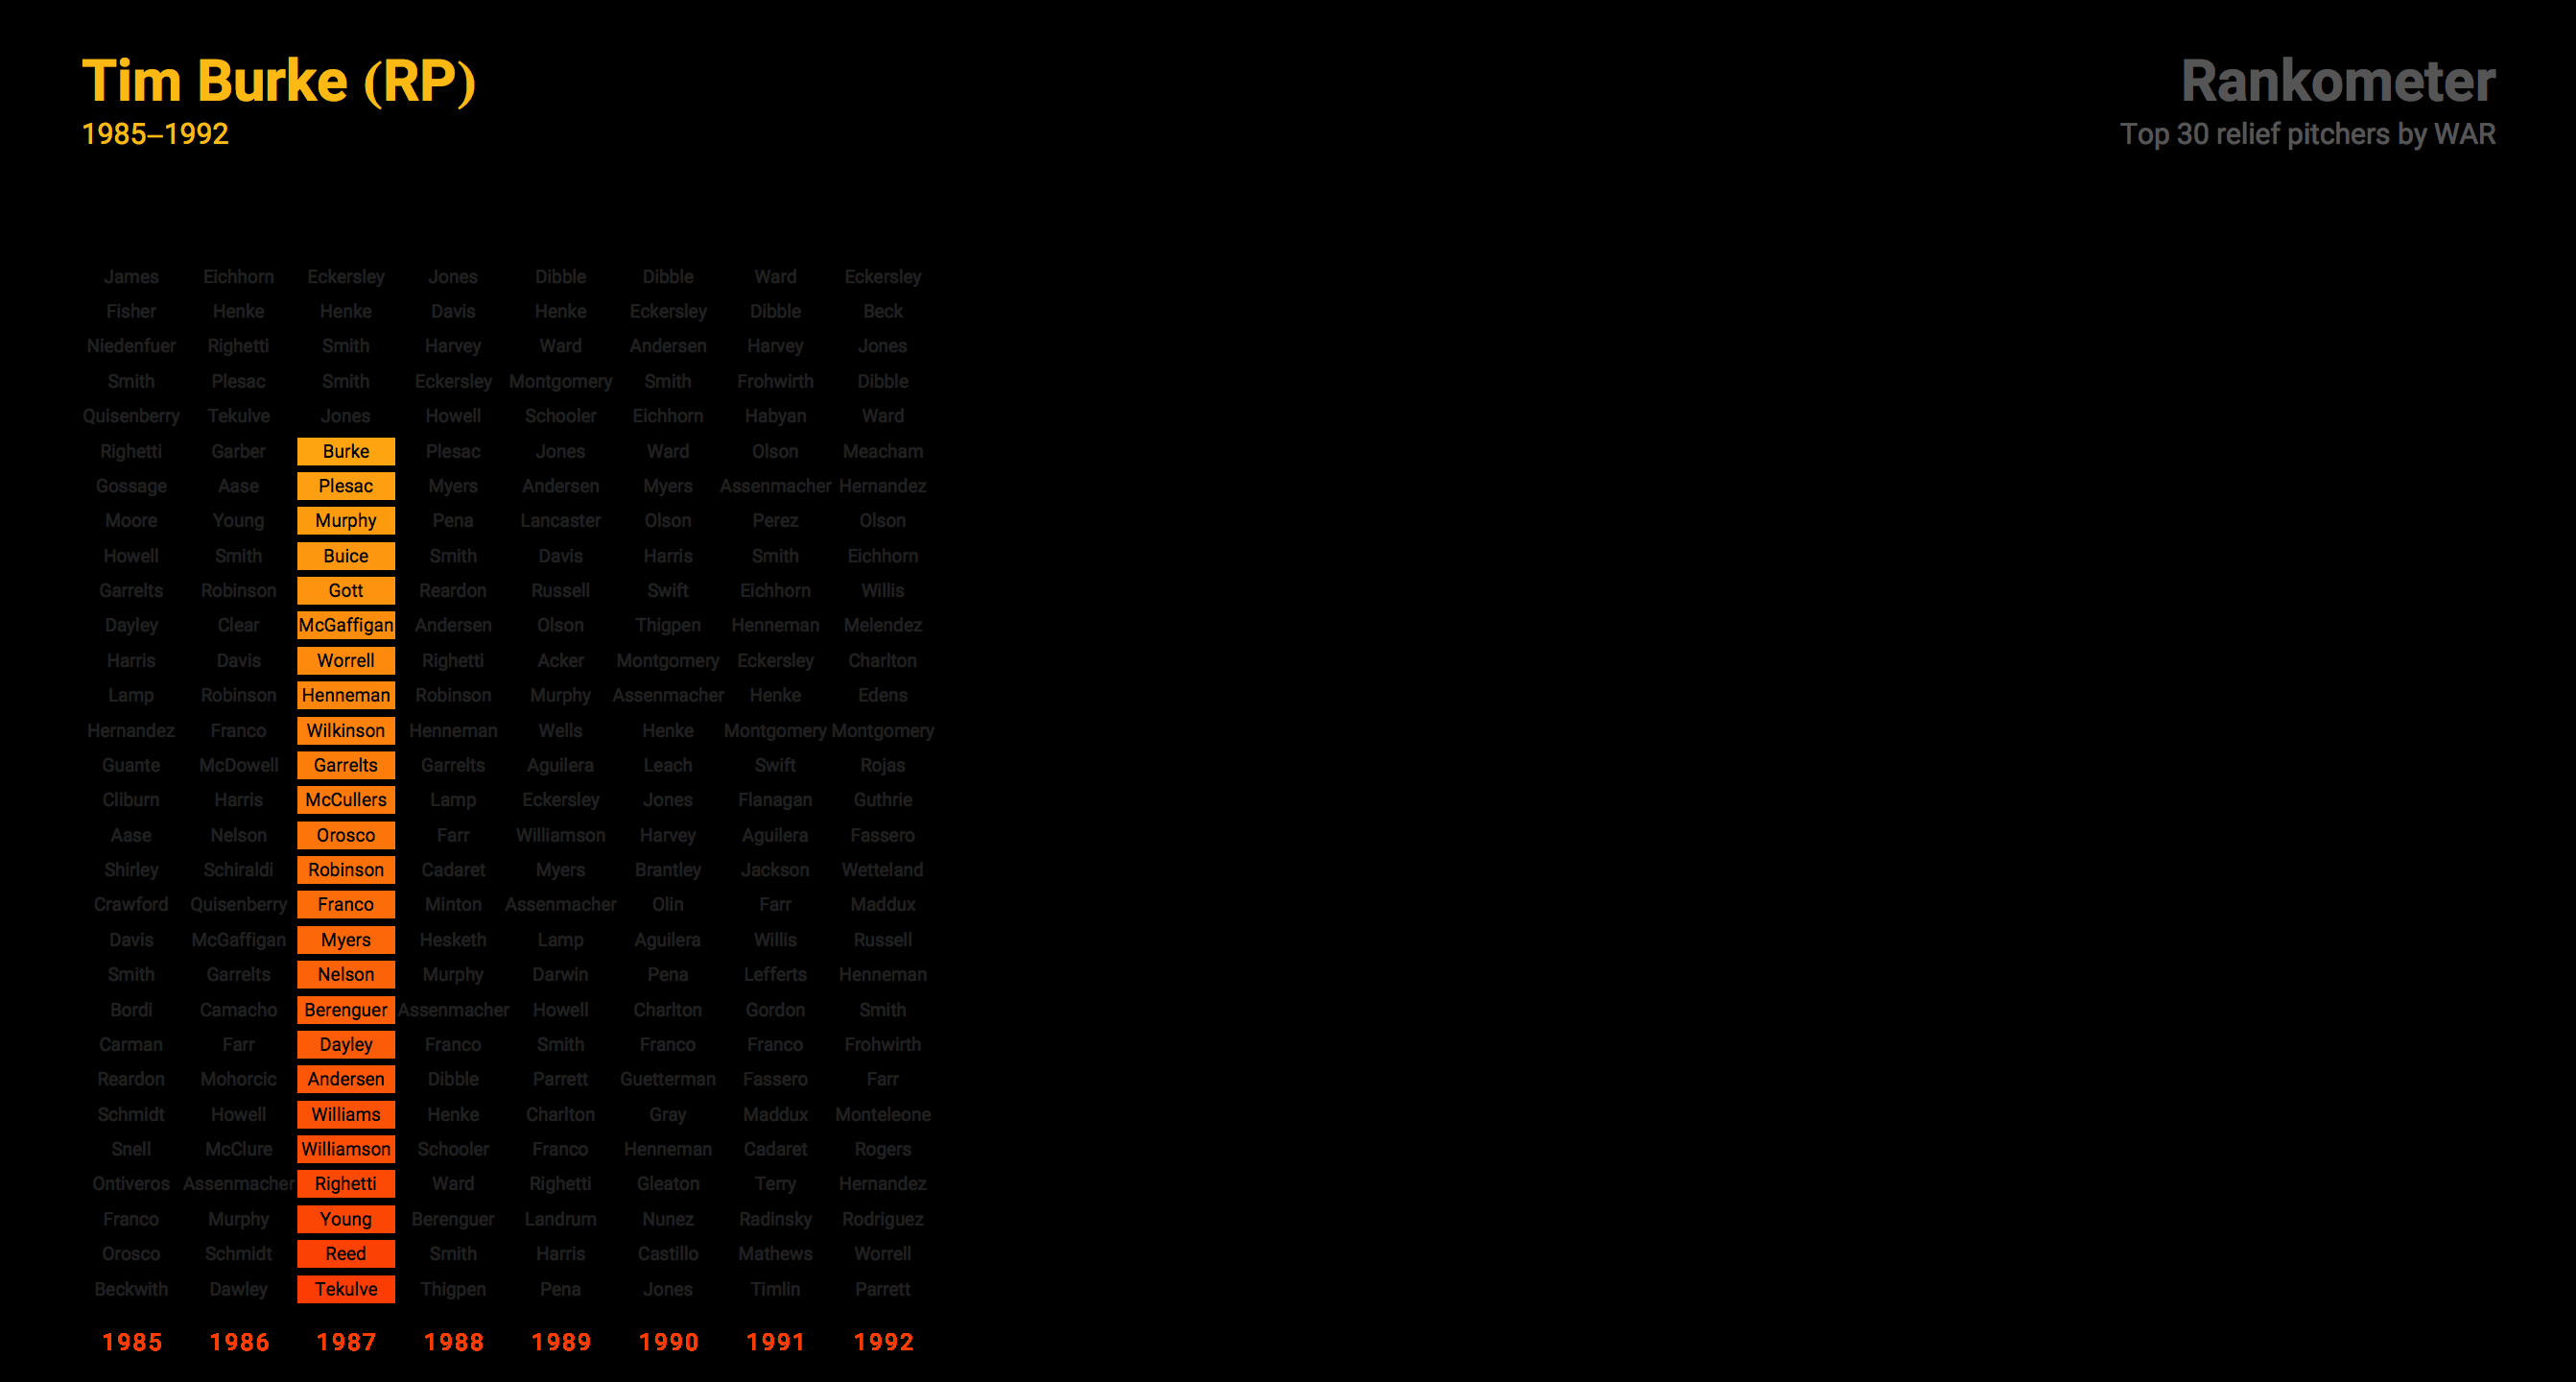 Tim Burke (RP)
1985–1992
Rankometer
Top 30 relief pitchers by WAR
James Eichhorn Eckersley Jones Dibble Dibble Ward Eckersley
Fisher Henke Henke Davis Henke Eckersley Dibble Beck
Niedenfuer Righetti Smith Harvey Ward Andersen Harvey Jones
Smith Plesac Smith Eckersley Montgomery Smith Frohwirth Dibble
Quisenberry Tekulve Jones Howell Schooler Eichhorn Habyan Ward
Righetti Garber Burke Plesac Jones Ward Olson Meacham
Gossage Aase Plesac Myers Andersen Myers Assenmacher Hernandez
Moore Young Murphy Pena Lancaster Olson Perez Olson
Howell Smith Buice Smith Davis Harris Smith Eichhorn
Garrelts Robinson Gott Reardon Russell Swift Eichhorn Willis
Dayley Clear McGaffigan Andersen Olson Thigpen Henneman Melendez
Harris Davis Worrell Righetti Acker Montgomery Eckersley Charlton
Lamp Robinson Henneman Robinson Murphy Assenmacher Henke Edens
Hernandez Franco Wilkinson Henneman Wells Henke Montgomery Montgomery
Guante McDowell Garrelts Garrelts Aguilera Leach Swift Rojas
Cliburn Harris McCullers Lamp Eckersley Jones Flanagan Guthrie
Aase Nelson Orosco Farr Williamson Harvey Aguilera Fassero
Shirley Schiraldi Robinson Cadaret Myers Brantley Jackson Wetteland
Crawford Quisenberry Franco Minton Assenmacher Olin Farr Maddux
Davis McGaffigan Myers Hesketh Lamp Aguilera Willis Russell
Smith Garrelts Nelson Murphy Darwin Pena Lefferts Henneman
Bordi Camacho Berenguer Assenmacher Howell Charlton Gordon Smith
Carman Farr Dayley Franco Smith Franco Franco Frohwirth
Reardon Mohorcic Andersen Dibble Parrett Guetterman Fassero Farr
Schmidt Howell Williams Henke Charlton Gray Maddux Monteleone
Snell McClure Williamson Schooler Franco Henneman Cadaret Rogers
Ontiveros Assenmacher Righetti Ward Righetti Gleaton Terry Hernandez
Franco Murphy Young Berenguer Landrum Nunez Radinsky Rodriguez
Orosco Schmidt Reed Smith Harris Castillo Mathews Worrell
Beckwith Dawley Tekulve Thigpen Pena Jones Timlin Parrett
1985 1986 1987 1988 1989 1990 1991 1992